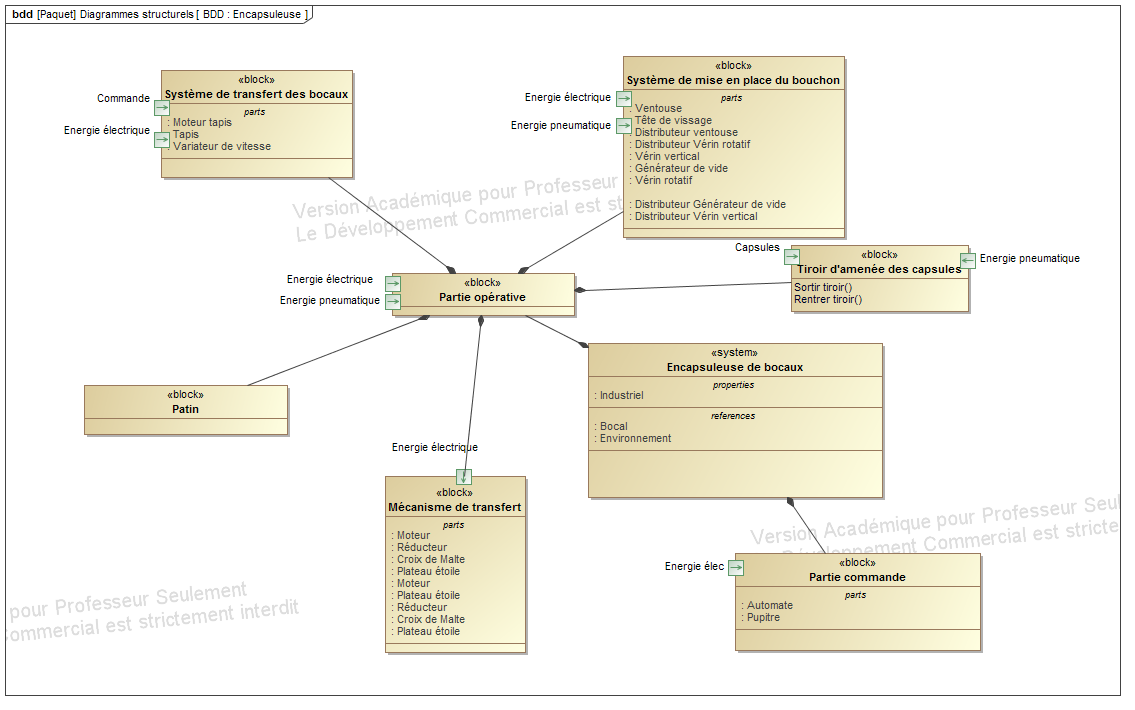 bdd [Paquet] Diagrammes structurels [ BDD : Encapsuleuse ]
«block»
Système de transfert des bocaux
parts
: Moteur tapis
: Tapis
: Variateur de vitesse
Commande
Energie électrique
«block»
Système de mise en place du bouchon
parts
: Ventouse
: Tête de vissage
: Distributeur ventouse
: Distributeur Vérin rotatif
: Vérin vertical
: Générateur de vide
: Vérin rotatif
: Distributeur Générateur de vide
: Distributeur Vérin vertical
Energie électrique
Energie pneumatique
Version Académique pour Professeur
Le Développement Commercial est st
Capsules
«block»
Tiroir d'amenée des capsules
Sortir tiroir()
Rentrer tiroir()
Energie pneumatique
Energie électrique
Energie pneumatique
«block»
Partie opérative
«block»
Patin
«system»
Encapsuleuse de bocaux
properties
: Industriel
references
: Bocal
: Environnement
Energie électrique
«block»
Mécanisme de transfert
parts
: Moteur
: Réducteur
: Croix de Malte
: Plateau étoile
: Moteur
: Plateau étoile
: Réducteur
: Croix de Malte
: Plateau étoile
Version Académique pour Professeur Seul
Développement Commercial est stricte
Energie élec
«block»
Partie commande
parts
: Automate
: Pupitre
pour Professeur Seulement
Commercial est strictement interdit